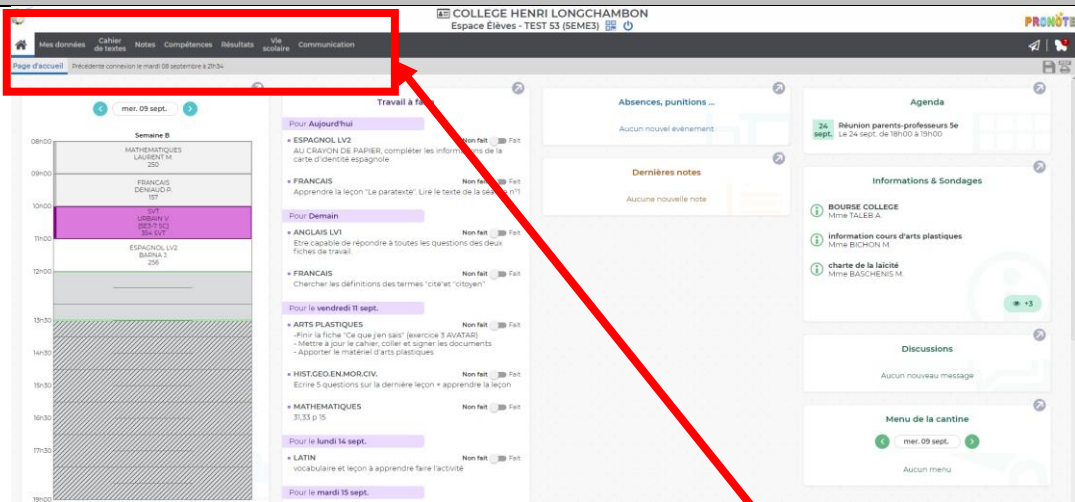 COLLEGE HENRI LONGCHAMBON
Espace Élèves - TEST 53 (5EME3)
PRONOTE
Mes données
Cahier
de textes
Notes
Compétences
Résultats
Vie
scolaire
Communication
Page d'accueil
Précédente connexion le mardi 08 septembre à 21h34
mer. 09 sept.
Semaine B
08h00
MATHEMATIQUES
LAURENT M.
250
09h00
FRANCAIS
DENIAUD P.
157
10h00
SVT
URBAIN V.
354 SVT
11h00
ESPAGNOL LV2
BARNA J.
256
12h00
13h30
14h30
15h30
16h30
17h30
19h00
Travail à
Pour Aujourd'hui
ESPAGNOL LV2
Non fait
Fait
AU CRAYON DE PAPIER, compléter les informations de la
carte d'identité espagnole
FRANCAIS
Non fait
Fait
Apprendre la leçon "Le paratexte". Lire le texte de la séance n°1
Pour Demain
ANGLAIS LV1
Non fait
Fait
Etre capable de répondre à toutes les questions des deux
fiches de travail.
FRANCAIS
Non fait
Fait
Chercher les définitions des termes "cité"et "citoyen"
Pour le vendredi 11 sept.
ARTS PLASTIQUES
Non fait
Fait
-Finir la fiche "Ce que j'en sais" (exercice 3 AVATAR)
- Mettre à jour le cahier, coller et signer les documents
- Apporter le matériel d'arts plastiques
HIST.GEO.EN.MOR.CIV.
Non fait
Fait
Ecrire 5 questions sur la dernière leçon + apprendre la leçon
MATHEMATIQUES
Non fait
Fait
31,33 p 15
Pour le lundi 14 sept.
LATIN
Non fait
Fait
vocabulaire et leçon à apprendre faire l'activité
Pour le mardi 15 sept.
Absences, punitions ...
Aucun nouvel évènement
Dernières notes
Aucune nouvelle note
Agenda
24
sept.
Réunion parents-professeurs 5e
Le 24 sept. de 18h00 à 19h00
Informations & Sondages
BOURSE COLLEGE
Mme TALEB A.
information cours d'arts plastiques
Mme BICHON M.
charte de la laïcité
Mme BASCHENIS M.
+3
Discussions
Aucun nouveau message
Menu de la cantine
mer. 09 sept.
Aucun menu